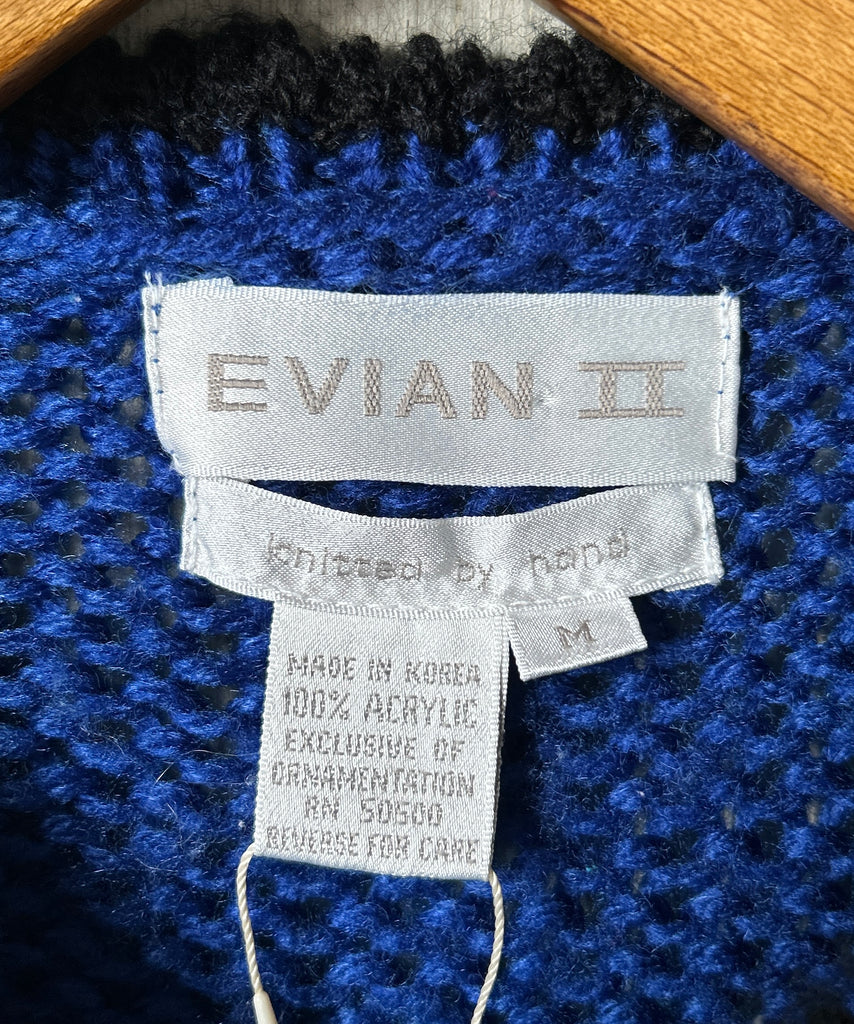 EVIAN II
knitted by hand
M
MADE IN KOREA
100% ACRYLIC
EXCLUSIVE OF
ORNAMENTATION
RN 50500
REVERSE FOR CARE